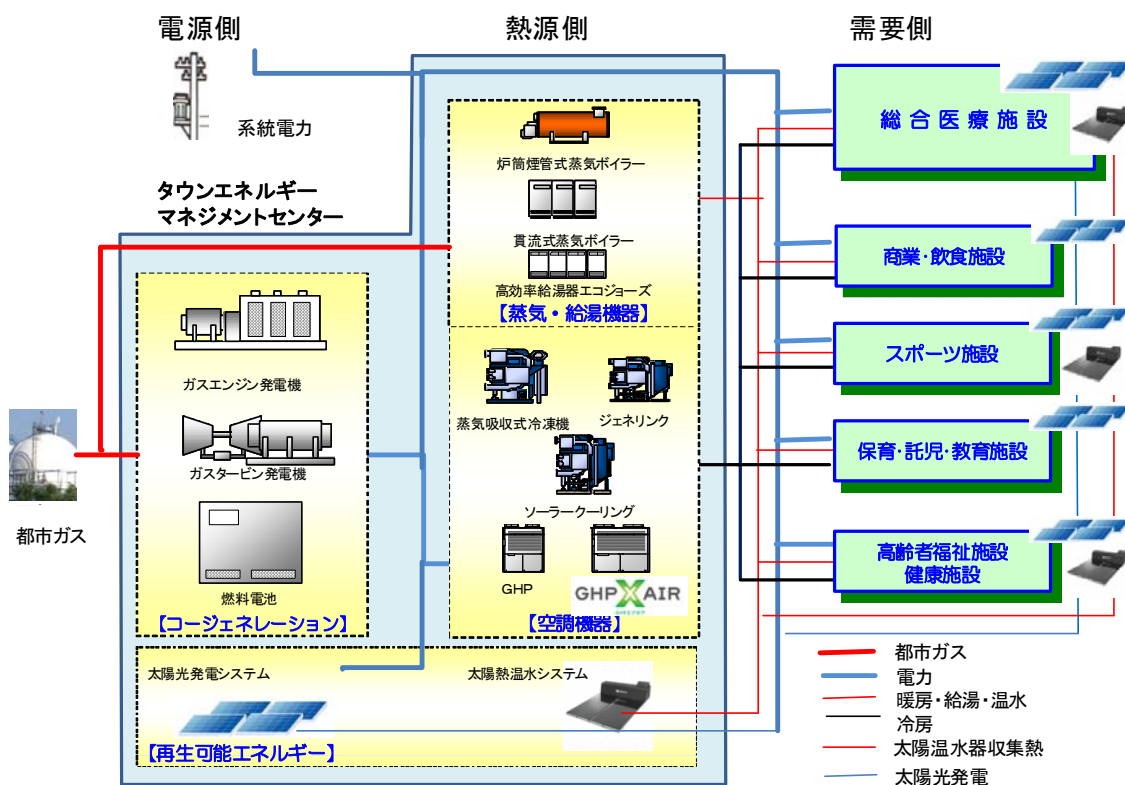 電源側
熱源側
需要側
系統電力
タウンエネルギー
マネジメントセンター
都市ガス
ガスエンジン発電機
ガスタービン発電機
燃料電池
【コージェネレーション】
炉筒煙管式蒸気ボイラー
貫流式蒸気ボイラー
高効率給湯器エコジョーズ
【蒸気・給湯機器】
蒸気吸収式冷凍機
ジェネリンク
ソーラークーリング
GHP
GHP X AIR
【空調機器】
太陽光発電システム
太陽熱温水システム
【再生可能エネルギー】
総合医療施設
商業・飲食施設
スポーツ施設
保育・託児・教育施設
高齢者福祉施設
健康施設
都市ガス
電力
暖房・給湯・温水
冷房
太陽温水器収集熱
太陽光発電